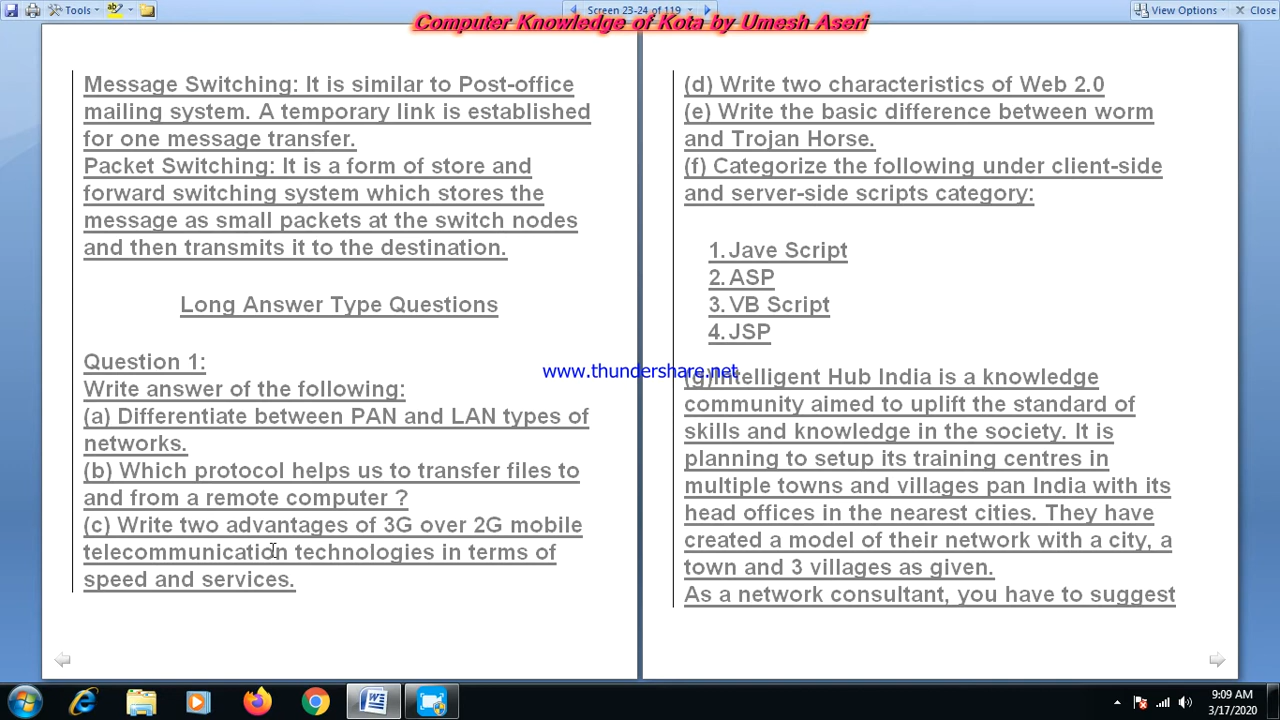 Tools
Screen 23-24 of 119
View Options
Close
Computer Knowledge of Kota by Umesh Aseri
Message Switching: It is similar to Post-office
mailing system. A temporary link is established
for one message transfer.
Packet Switching: It is a form of store and
forward switching system which stores the
message as small packets at the switch nodes
and then transmits it to the destination.
Long Answer Type Questions
Question 1:
Write answer of the following:
(a) Differentiate between PAN and LAN types of
networks.
(b) Which protocol helps us to transfer files to
and from a remote computer ?
(c) Write two advantages of 3G over 2G mobile
telecommunication technologies in terms of
speed and services.
(d) Write two characteristics of Web 2.0
(e) Write the basic difference between worm
and Trojan Horse.
(f) Categorize the following under client-side
and server-side scripts category:
1. Jave Script
2. ASP
3. VB Script
4. JSP
www.thundershare.net
(g)Intelligent Hub India is a knowledge
community aimed to uplift the standard of
skills and knowledge in the society. It is
planning to setup its training centres in
multiple towns and villages pan India with its
head offices in the nearest cities. They have
created a model of their network with a city, a
town and 3 villages as given.
As a network consultant, you have to suggest
9:09 AM
3/17/2020